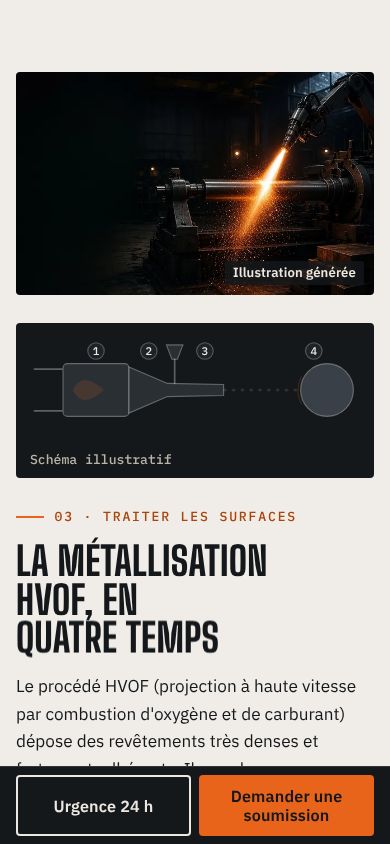 Illustration générée
1 2 3 4
Schéma illustratif
03 · TRAITER LES SURFACES
LA MÉTALLISATION
HVOF, EN
QUATRE TEMPS
Le procédé HVOF (projection à haute vitesse
par combustion d'oxygène et de carburant)
dépose des revêtements très denses et
Urgence 24 h
Demander une
soumission